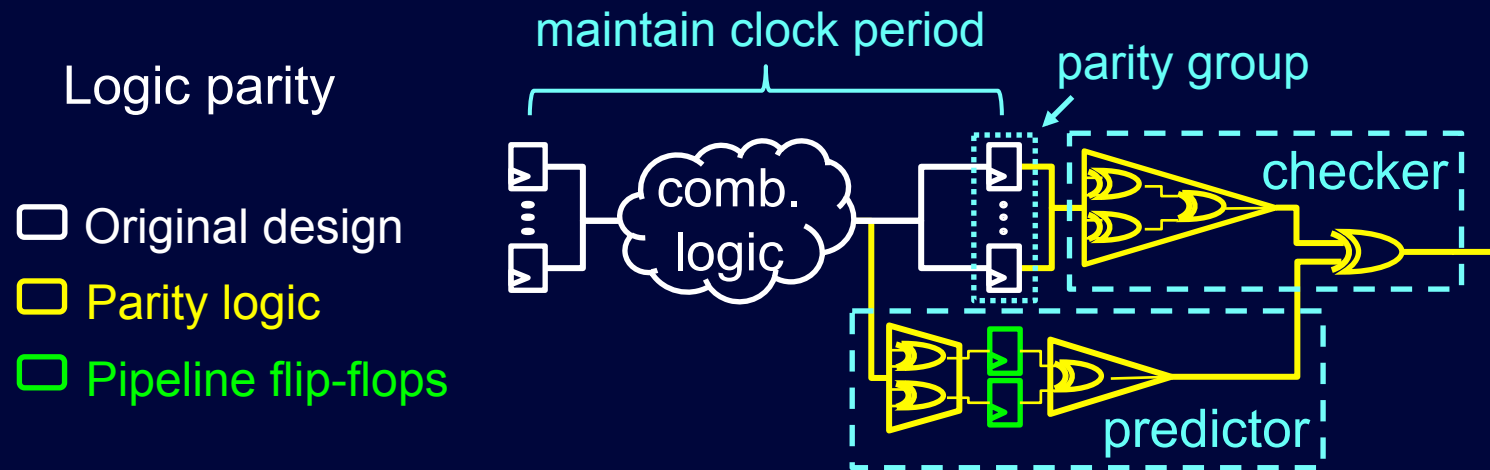 maintain clock period
Logic parity
parity group
checker
comb.
logic
Original design
Parity logic
Pipeline flip-flops
predictor